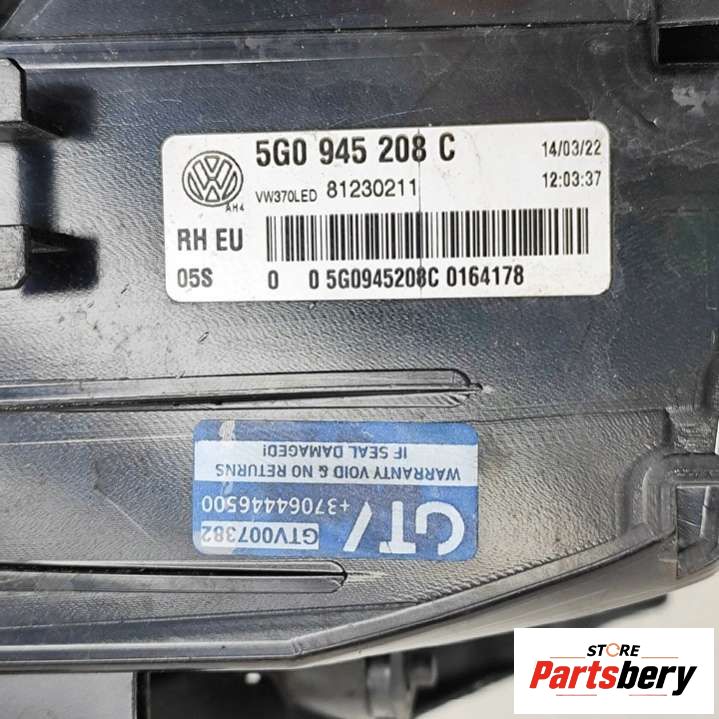 5G0 945 208 C
14/03/22
VW370LED 81230211
12:03:37
AH4
RH EU
05S
0 0 5G0945208C 0164178
GTV007382
+37064446500
GTV
WARRANTY VOID & NO RETURNS
IF SEAL DAMAGED!
STORE
Partsbery